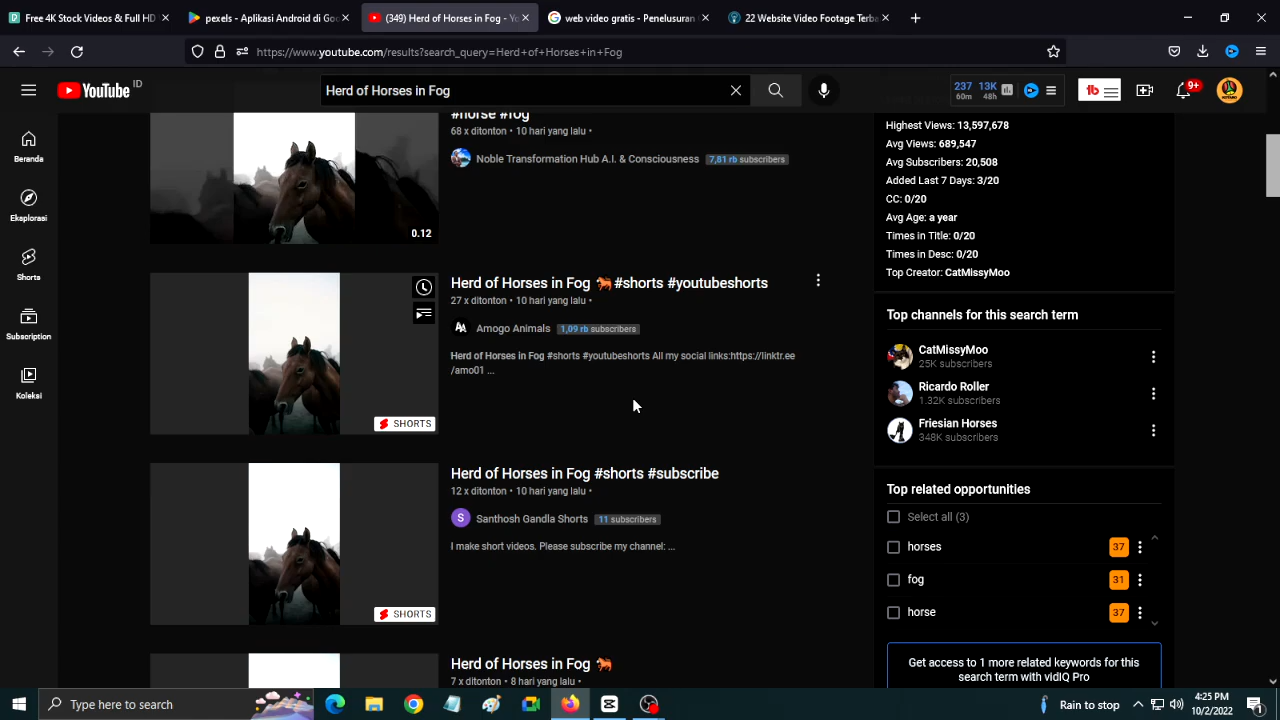 Free 4K Stock Videos & Full HD
pexels - Aplikasi Android di Goo
(349) Herd of Horses in Fog - Yo
web video gratis - Penelusuran
22 Website Video Footage Terba
https://www.youtube.com/results?search_query=Herd+of+Horses+in+Fog
YouTube ID
Herd of Horses in Fog
237 13K
60m 48h
tb
9+
Beranda
Eksplorasi
Shorts
Subscription
Koleksi
#horse #fog
68 x ditonton • 10 hari yang lalu •
Noble Transformation Hub A.I. & Consciousness 7,81 rb subscribers
0.12
Herd of Horses in Fog 🐎#shorts #youtubeshorts
27 x ditonton • 10 hari yang lalu •
AA Amogo Animals 1,09 rb subscribers
Herd of Horses in Fog #shorts #youtubeshorts All my social links:https://linktr.ee
/amo01 ...
SHORTS
Herd of Horses in Fog #shorts #subscribe
12 x ditonton • 10 hari yang lalu •
S Santhosh Gandla Shorts 11 subscribers
I make short videos. Please subscribe my channel: ...
SHORTS
Herd of Horses in Fog 🐎
7 x ditonton • 8 hari yang lalu •
Highest Views: 13,597,678
Avg Views: 689,547
Avg Subscribers: 20,508
Added Last 7 Days: 3/20
CC: 0/20
Avg Age: a year
Times in Title: 0/20
Times in Desc: 0/20
Top Creator: CatMissyMoo
Top channels for this search term
CatMissyMoo
25K subscribers
Ricardo Roller
1.32K subscribers
Friesian Horses
348K subscribers
Top related opportunities
Select all (3)
horses 37
fog 31
horse 37
Get access to 1 more related keywords for this
search term with vidIQ Pro
Type here to search
Rain to stop
4:25 PM
10/2/2022